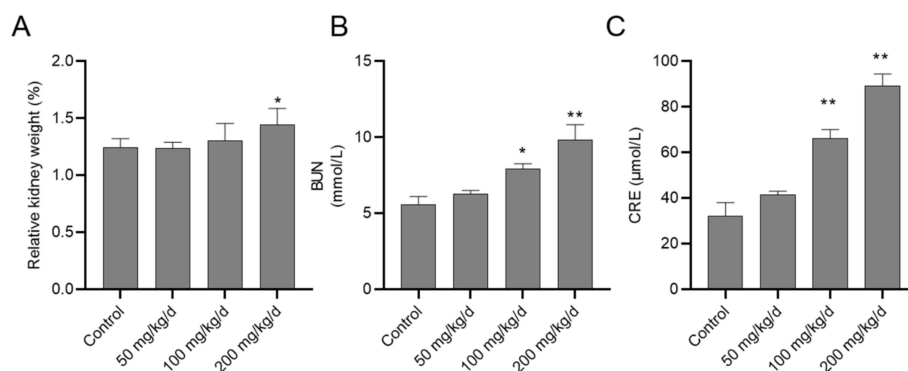 A
Relative kidney weight (%)
2.0
1.5
1.0
0.5
0.0
*
Control
50 mg/kg/d
100 mg/kg/d
200 mg/kg/d
B
BUN
(mmol/L)
15
10
5
0
*
**
Control
50 mg/kg/d
100 mg/kg/d
200 mg/kg/d
C
CRE (μmol/L)
100
80
60
40
20
0
**
**
Control
50 mg/kg/d
100 mg/kg/d
200 mg/kg/d